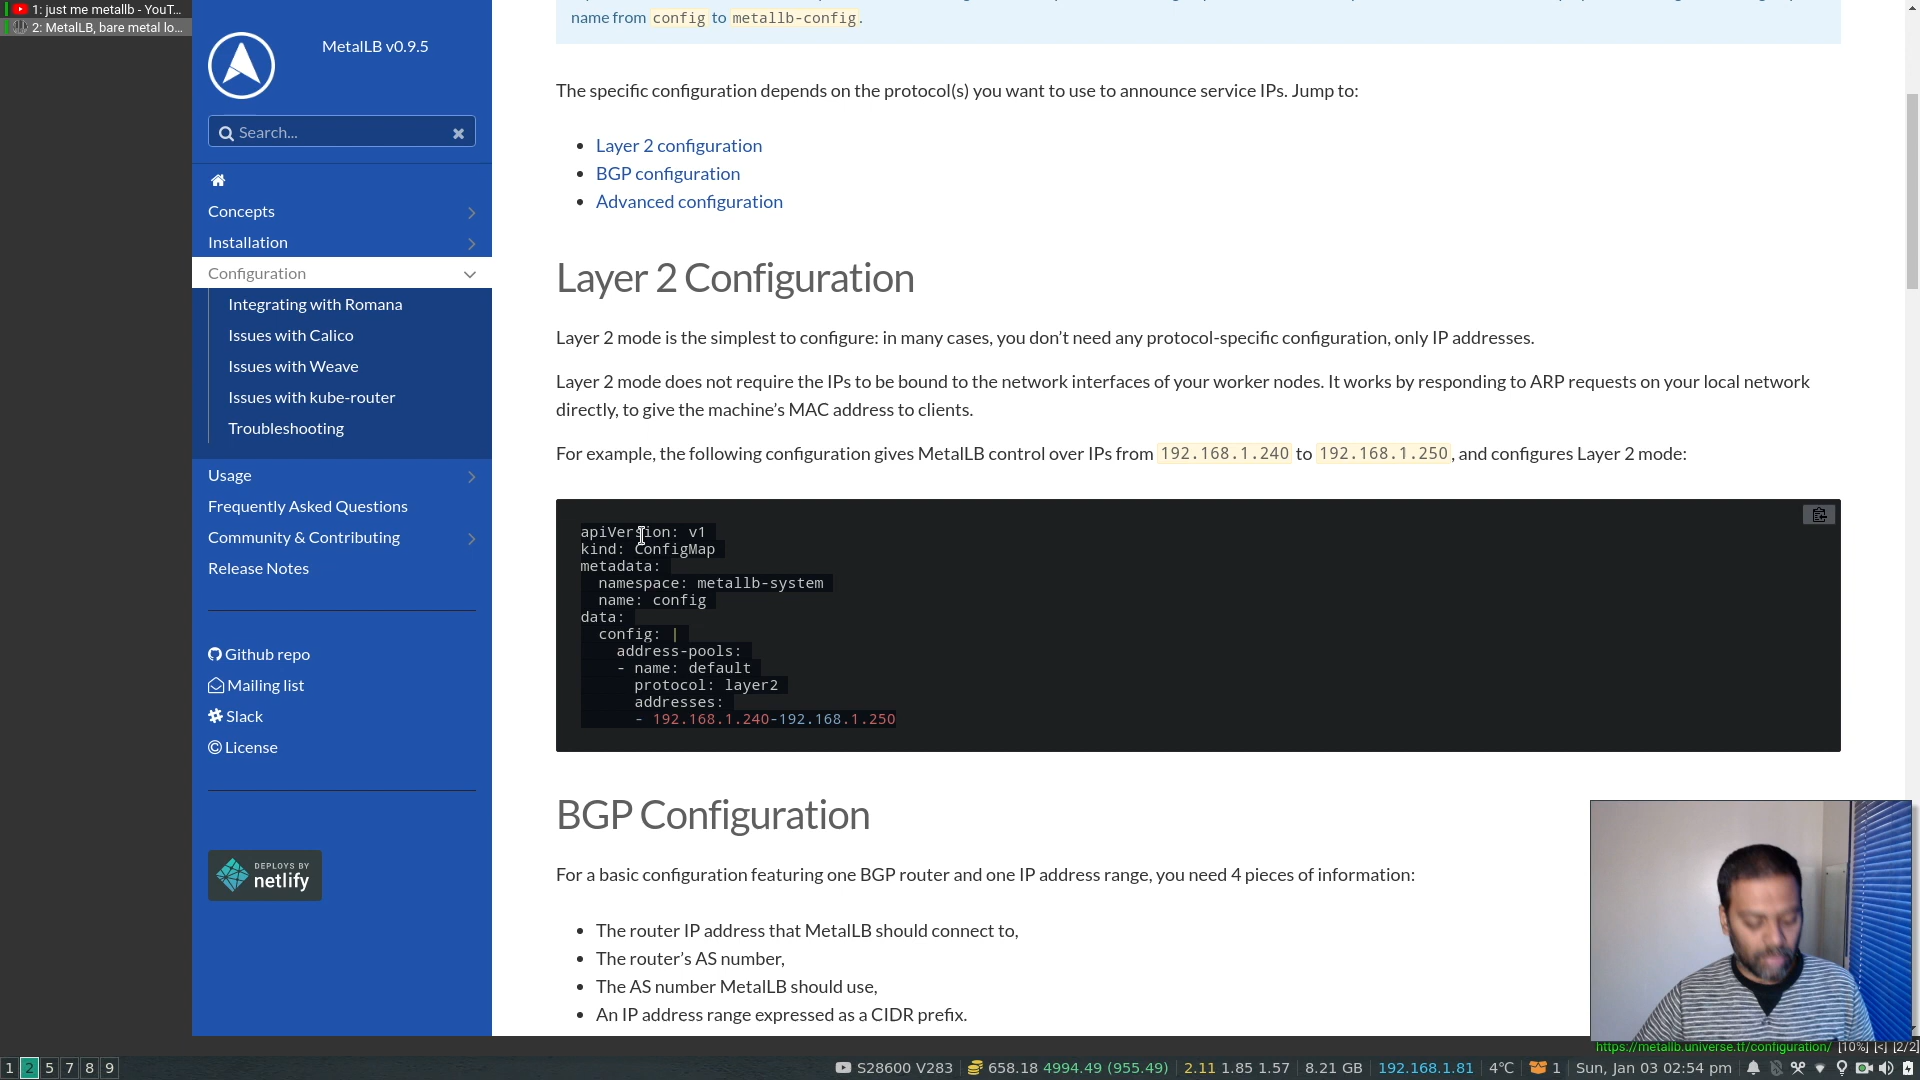 1: just me metallb - YouT...
2: MetalLB, bare metal lo...
MetalLB v0.9.5
Search...
Concepts
Installation
Configuration
Integrating with Romana
Issues with Calico
Issues with Weave
Issues with kube-router
Troubleshooting
Usage
Frequently Asked Questions
Community & Contributing
Release Notes
Github repo
Mailing list
Slack
License
DEPLOYS BY
netlify
name from config to metallb-config.
The specific configuration depends on the protocol(s) you want to use to announce service IPs. Jump to:
• Layer 2 configuration
• BGP configuration
• Advanced configuration
Layer 2 Configuration
Layer 2 mode is the simplest to configure: in many cases, you don’t need any protocol-specific configuration, only IP addresses.
Layer 2 mode does not require the IPs to be bound to the network interfaces of your worker nodes. It works by responding to ARP requests on your local network
directly, to give the machine’s MAC address to clients.
For example, the following configuration gives MetalLB control over IPs from 192.168.1.240 to 192.168.1.250, and configures Layer 2 mode:
apiVersion: v1
kind: ConfigMap
metadata:
  namespace: metallb-system
  name: config
data:
  config: |
    address-pools:
    - name: default
      protocol: layer2
      addresses:
      - 192.168.1.240-192.168.1.250
BGP Configuration
For a basic configuration featuring one BGP router and one IP address range, you need 4 pieces of information:
• The router IP address that MetalLB should connect to,
• The router’s AS number,
• The AS number MetalLB should use,
• An IP address range expressed as a CIDR prefix.
https://metallb.universe.tf/configuration/ [10%] [<] [2/2]
1 2 5 7 8 9
S28600 V283 658.18 4994.49 (955.49) 2.11 1.85 1.57 8.21 GB 192.168.1.81 4°C 1 Sun, Jan 03 02:54 pm